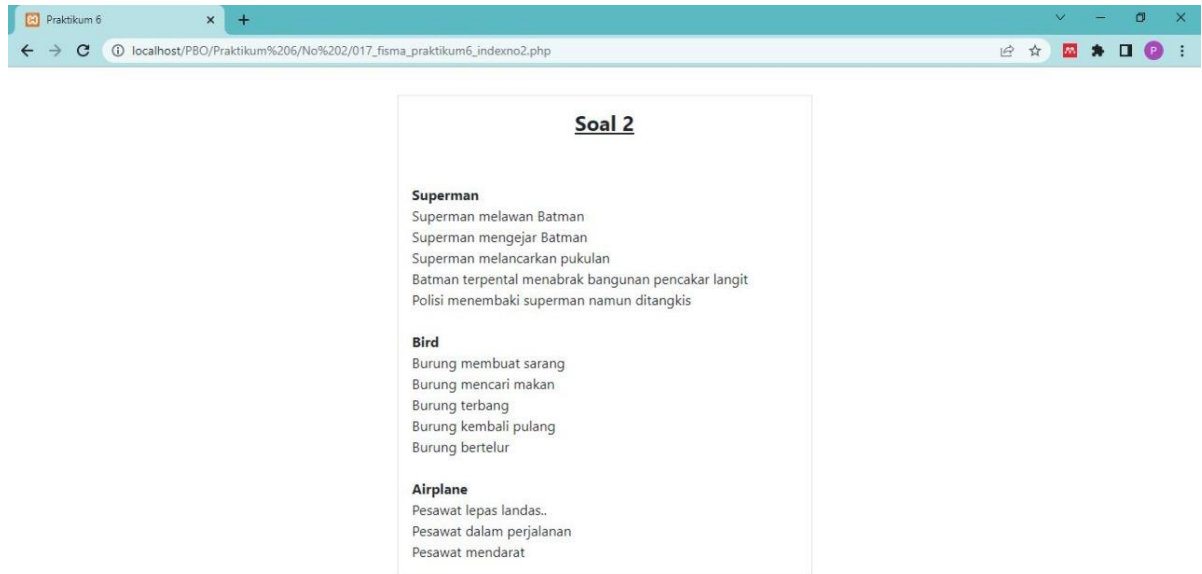 Praktikum 6
localhost/PBO/Praktikum%206/No%202/017_fisma_praktikum6_indexno2.php
P
Soal 2
Superman
Superman melawan Batman
Superman mengejar Batman
Superman melancarkan pukulan
Batman terpental menabrak bangunan pencakar langit
Polisi menembaki superman namun ditangkis
Bird
Burung membuat sarang
Burung mencari makan
Burung terbang
Burung kembali pulang
Burung bertelur
Airplane
Pesawat lepas landas..
Pesawat dalam perjalanan
Pesawat mendarat